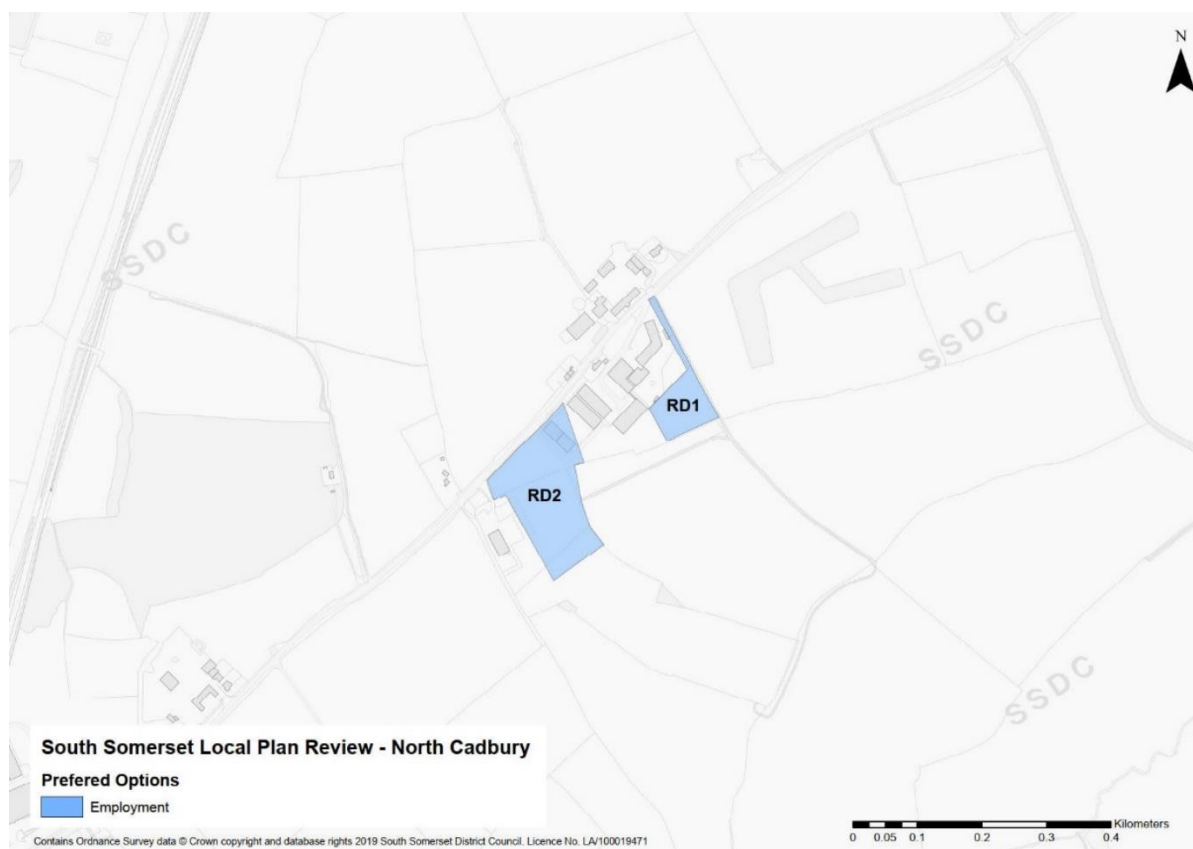 N
SSDC
SSDC
RD1
RD2
SSDC
South Somerset Local Plan Review - North Cadbury
Prefered Options
Employment
Kilometers
0 0.05 0.1 0.2 0.3 0.4
Contains Ordnance Survey data © Crown copyright and database rights 2019 South Somerset District Council. Licence No. LA/100019471